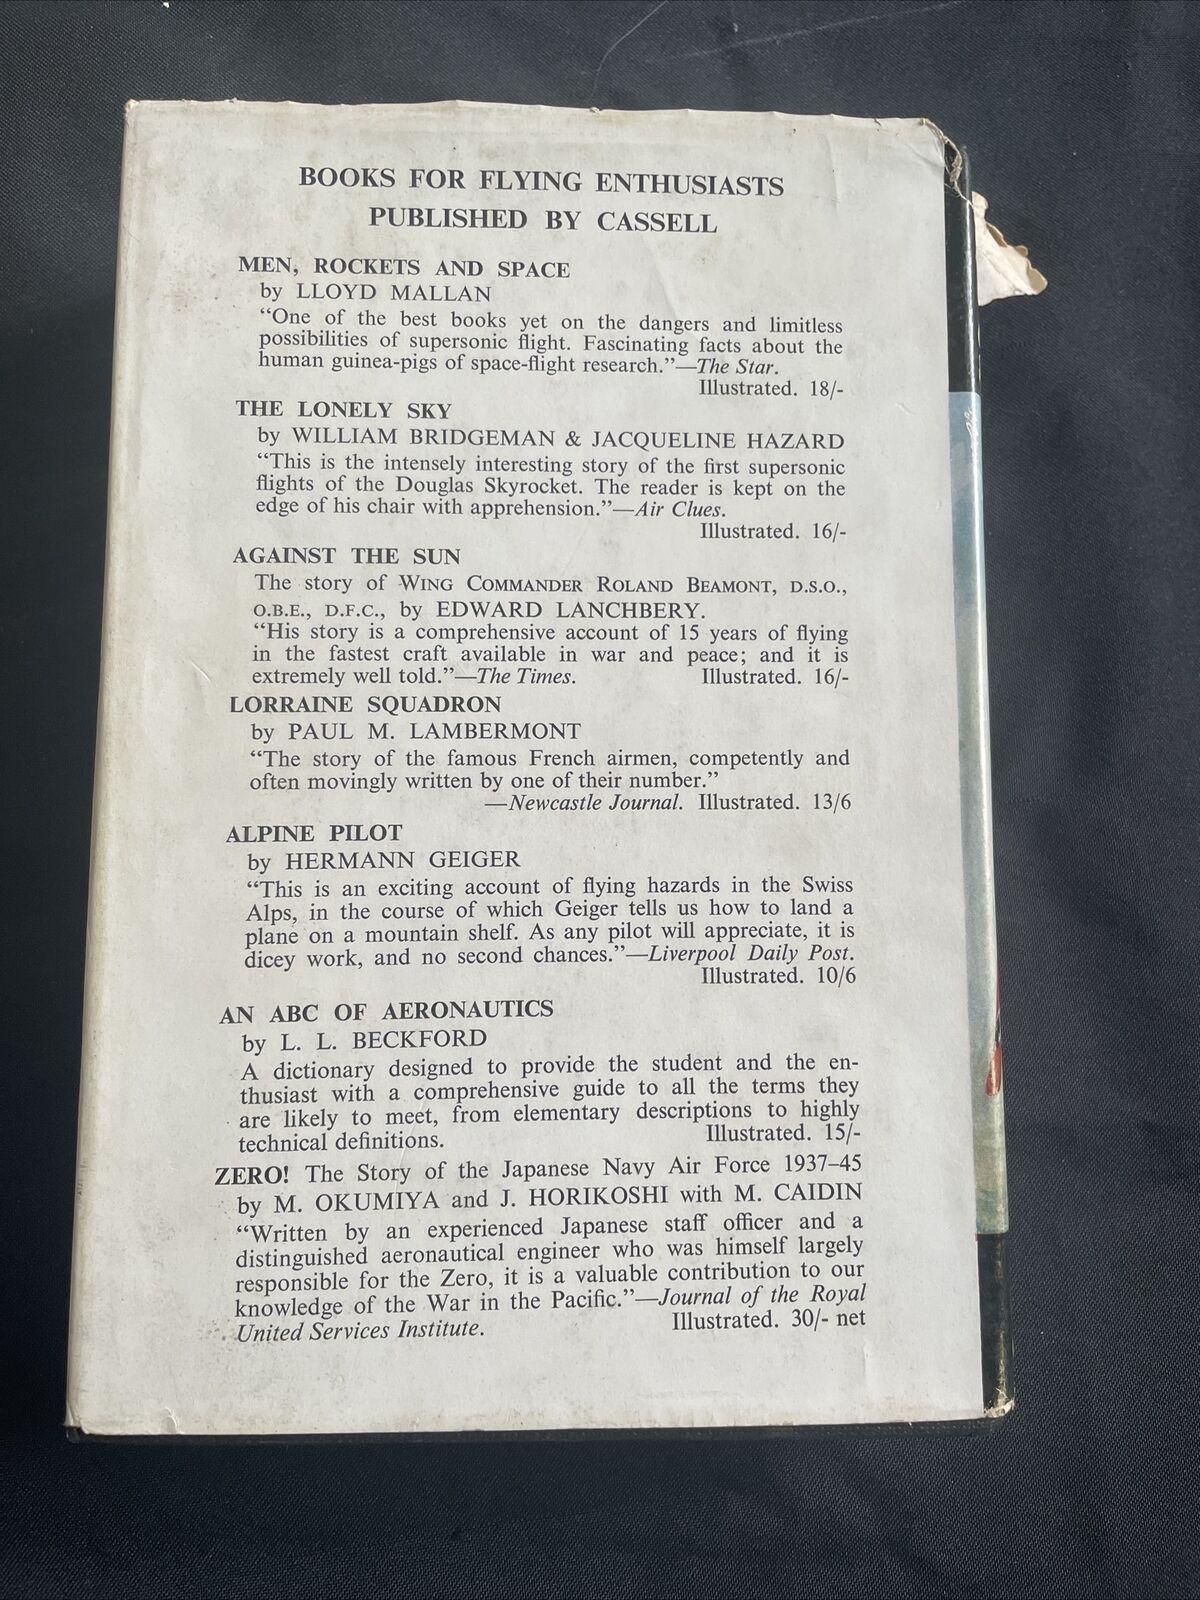 BOOKS FOR FLYING ENTHUSIASTS
PUBLISHED BY CASSELL
MEN, ROCKETS AND SPACE
by LLOYD MALLAN
“One of the best books yet on the dangers and limitless
possibilities of supersonic flight. Fascinating facts about the
human guinea-pigs of space-flight research.”—The Star.
Illustrated. 18/-
THE LONELY SKY
by WILLIAM BRIDGEMAN & JACQUELINE HAZARD
“This is the intensely interesting story of the first supersonic
flights of the Douglas Skyrocket. The reader is kept on the
edge of his chair with apprehension.”—Air Clues.
Illustrated. 16/-
AGAINST THE SUN
The story of WING COMMANDER ROLAND BEAMONT, D.S.O.,
O.B.E., D.F.C., by EDWARD LANCHBERY.
“His story is a comprehensive account of 15 years of flying
in the fastest craft available in war and peace; and it is
extremely well told.”—The Times. Illustrated. 16/-
LORRAINE SQUADRON
by PAUL M. LAMBERMONT
“The story of the famous French airmen, competently and
often movingly written by one of their number.”
—Newcastle Journal. Illustrated. 13/6
ALPINE PILOT
by HERMANN GEIGER
“This is an exciting account of flying hazards in the Swiss
Alps, in the course of which Geiger tells us how to land a
plane on a mountain shelf. As any pilot will appreciate, it is
dicey work, and no second chances.”—Liverpool Daily Post.
Illustrated. 10/6
AN ABC OF AERONAUTICS
by L. L. BECKFORD
A dictionary designed to provide the student and the en-
thusiast with a comprehensive guide to all the terms they
are likely to meet, from elementary descriptions to highly
technical definitions. Illustrated. 15/-
ZERO! The Story of the Japanese Navy Air Force 1937–45
by M. OKUMIYA and J. HORIKOSHI with M. CAIDIN
“Written by an experienced Japanese staff officer and a
distinguished aeronautical engineer who was himself largely
responsible for the Zero, it is a valuable contribution to our
knowledge of the War in the Pacific.”—Journal of the Royal
United Services Institute. Illustrated. 30/- net